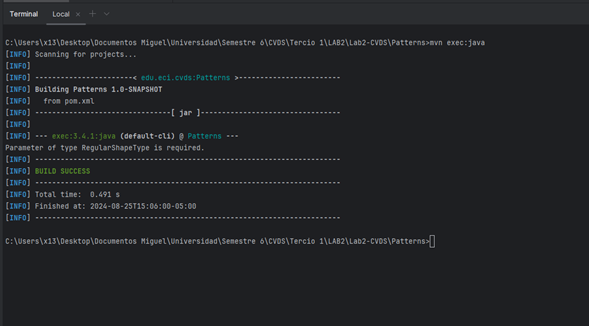 Terminal Local × +
C:\Users\x13\Desktop\Documentos Miguel\Universidad\Semestre 6\CVDS\Tercio 1\LAB2\Lab2-CVDS\Patterns>mvn exec:java
[INFO] Scanning for projects...
[INFO]
[INFO] -----------------------< edu.eci.cvds:Patterns >------------------------
[INFO] Building Patterns 1.0-SNAPSHOT
[INFO]   from pom.xml
[INFO] --------------------------------[ jar ]---------------------------------
[INFO]
[INFO] --- exec:3.4.1:java (default-cli) @ Patterns ---
Parameter of type RegularShapeType is required.
[INFO] ------------------------------------------------------------------------
[INFO] BUILD SUCCESS
[INFO] ------------------------------------------------------------------------
[INFO] Total time:  0.491 s
[INFO] Finished at: 2024-08-25T15:06:00-05:00
[INFO] ------------------------------------------------------------------------
C:\Users\x13\Desktop\Documentos Miguel\Universidad\Semestre 6\CVDS\Tercio 1\LAB2\Lab2-CVDS\Patterns>